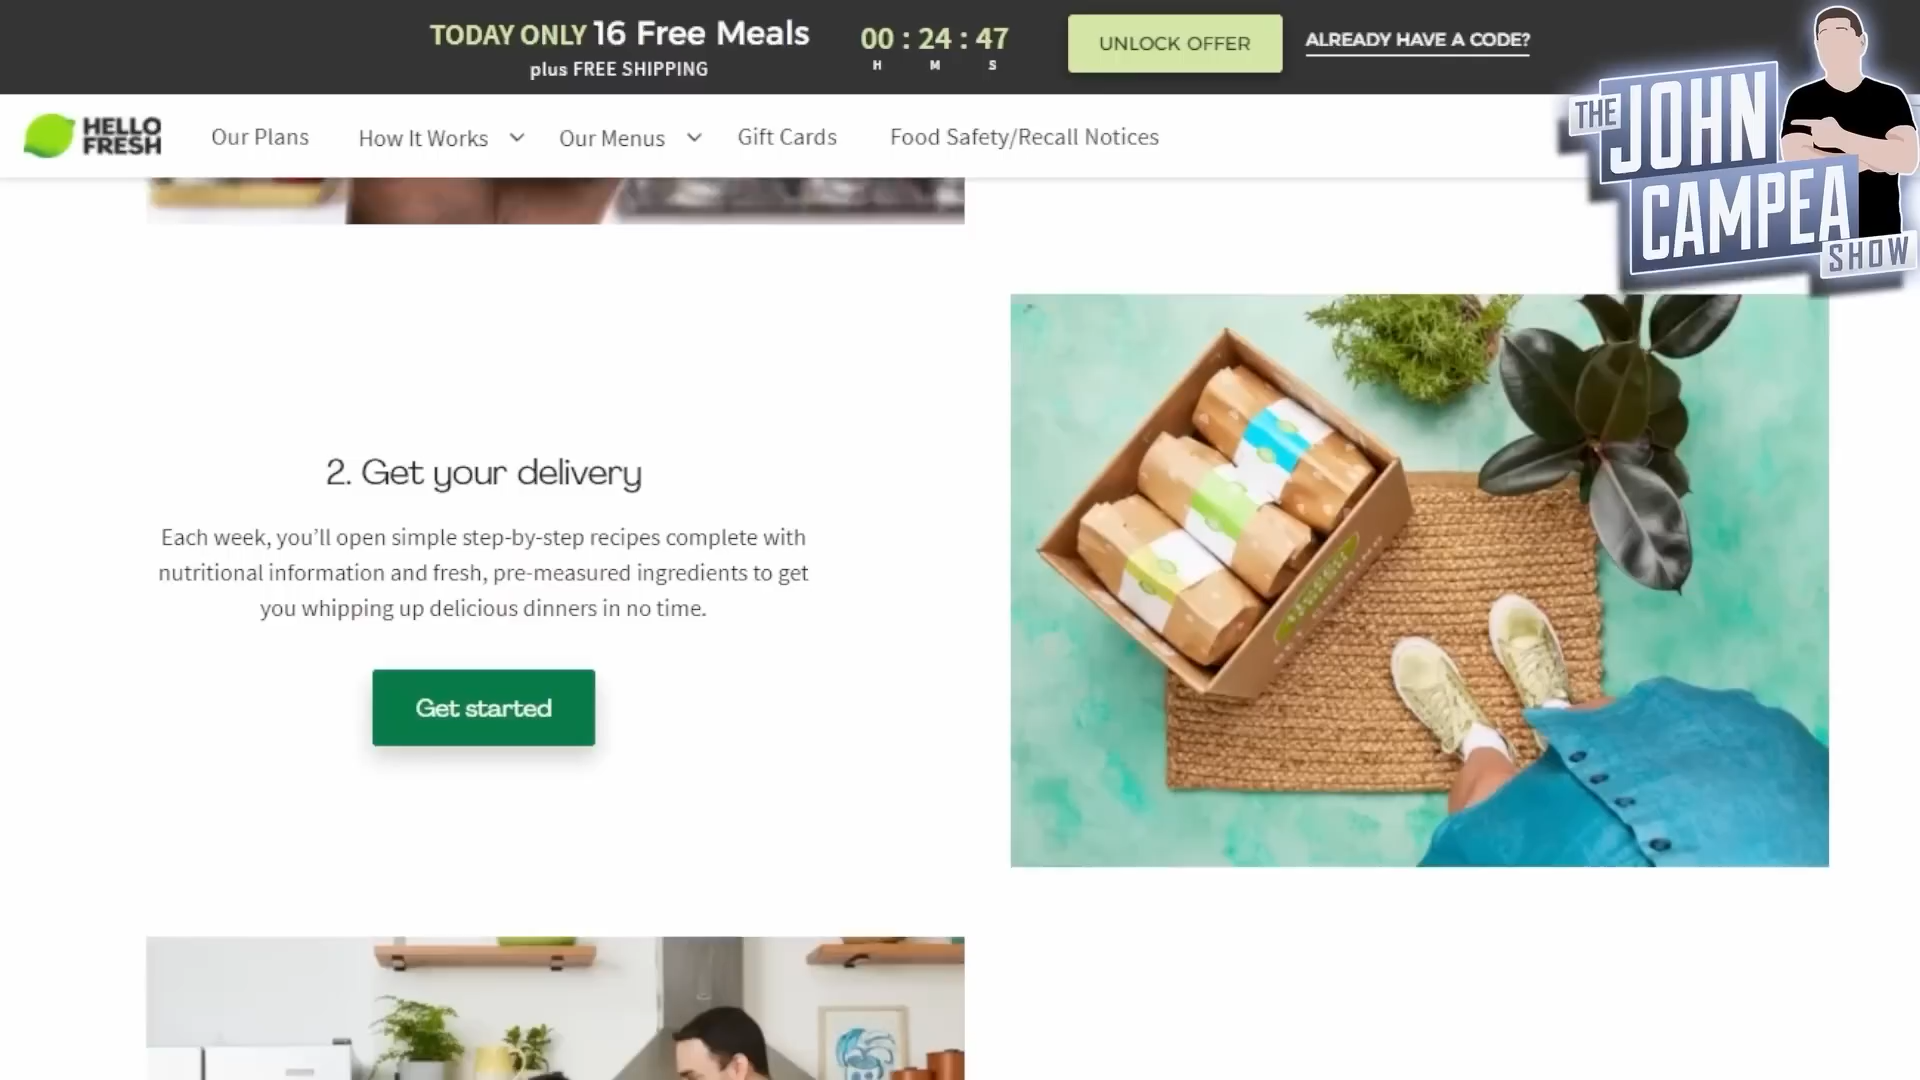 TODAY ONLY 16 Free Meals
plus FREE SHIPPING
00 : 24 : 47
H M S
UNLOCK OFFER
ALREADY HAVE A CODE?
HELLO
FRESH
Our Plans
How It Works
Our Menus
Gift Cards
Food Safety/Recall Notices
THE
JOHN
CAMPEA
SHOW
2. Get your delivery
Each week, you’ll open simple step-by-step recipes complete with
nutritional information and fresh, pre-measured ingredients to get
you whipping up delicious dinners in no time.
Get started